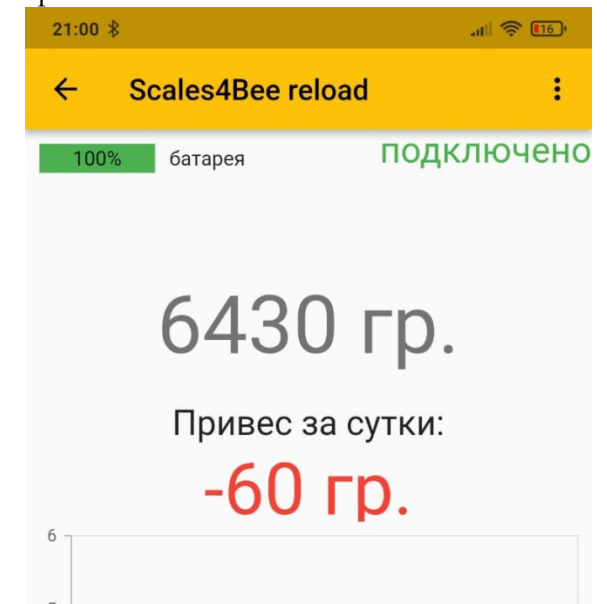 21:00 16
Scales4Bee reload
100% батарея подключено
6430 гр.
Привес за сутки:
-60 гр.
6